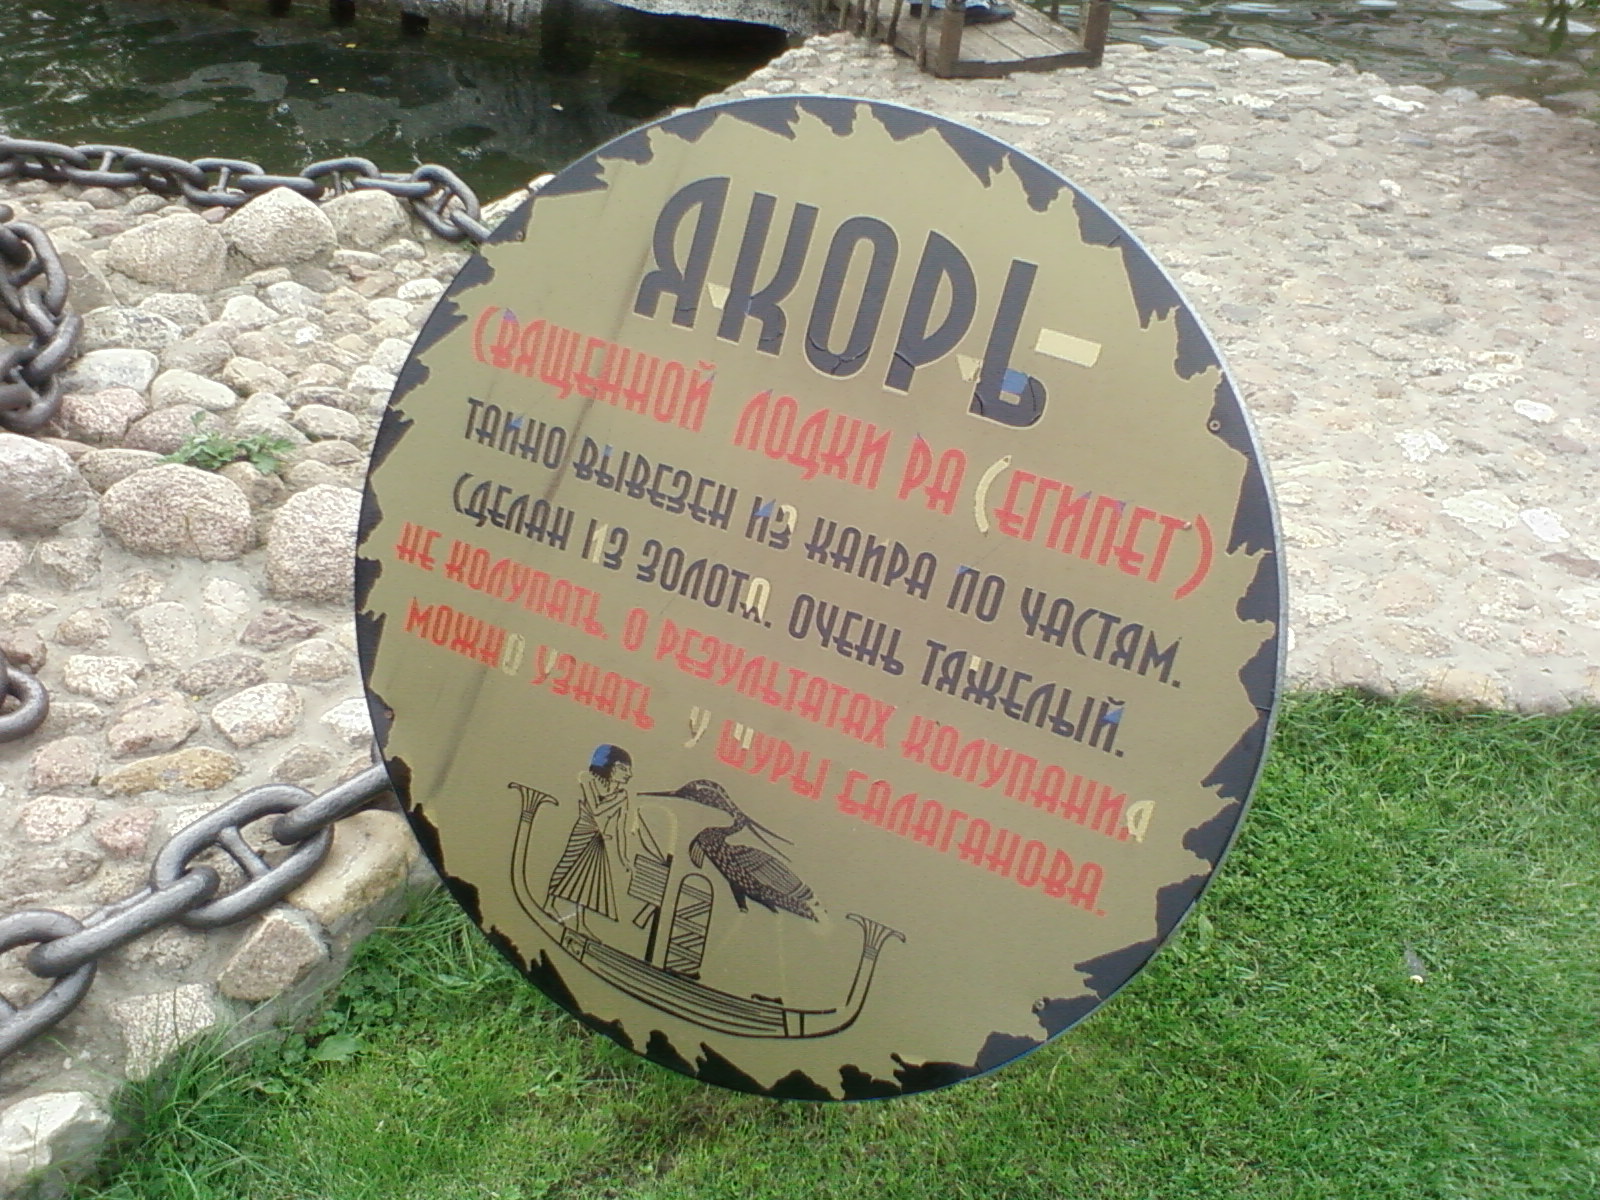 ЯКОРЬ-
СВЯЩЕННОЙ ЛОДКИ РА (ЕГИПЕТ)
ТАЙНО ВЫВЕЗЕН ИЗ КАИРА ПО ЧАСТЯМ.
СДЕЛАН ИЗ ЗОЛОТА. ОЧЕНЬ ТЯЖЕЛЫЙ.
НЕ КОЛУПАТЬ. О РЕЗУЛЬТАТАХ КОЛУПАНИЯ
МОЖНО УЗНАТЬ У ШУРЫ БАЛАГАНОВА.